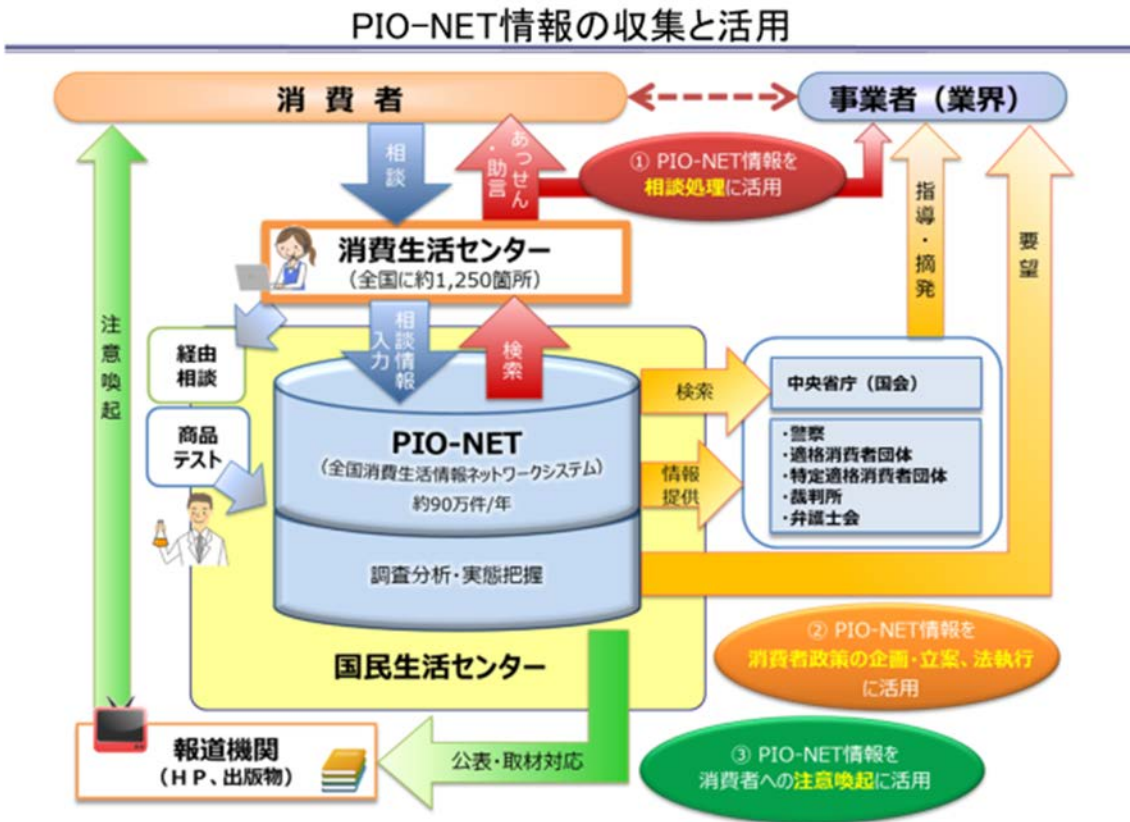 PIO-NET情報の収集と活用
消費者
事業者（業界）
相談
あっせん
・助言
① PIO-NET情報を
相談処理に活用
指導・摘発
要望
消費生活センター
（全国に約1,250箇所）
注意喚起
相談情報
入力
検索
経由
相談
商品
テスト
PIO-NET
（全国消費生活情報ネットワークシステム）
約90万件/年
調査分析・実態把握
国民生活センター
検索
情報
提供
中央省庁（国会）
・警察
・適格消費者団体
・特定適格消費者団体
・裁判所
・弁護士会
② PIO-NET情報を
消費者政策の企画・立案、法執行
に活用
報道機関
（ＨＰ、出版物）
公表・取材対応
③ PIO-NET情報を
消費者への注意喚起に活用